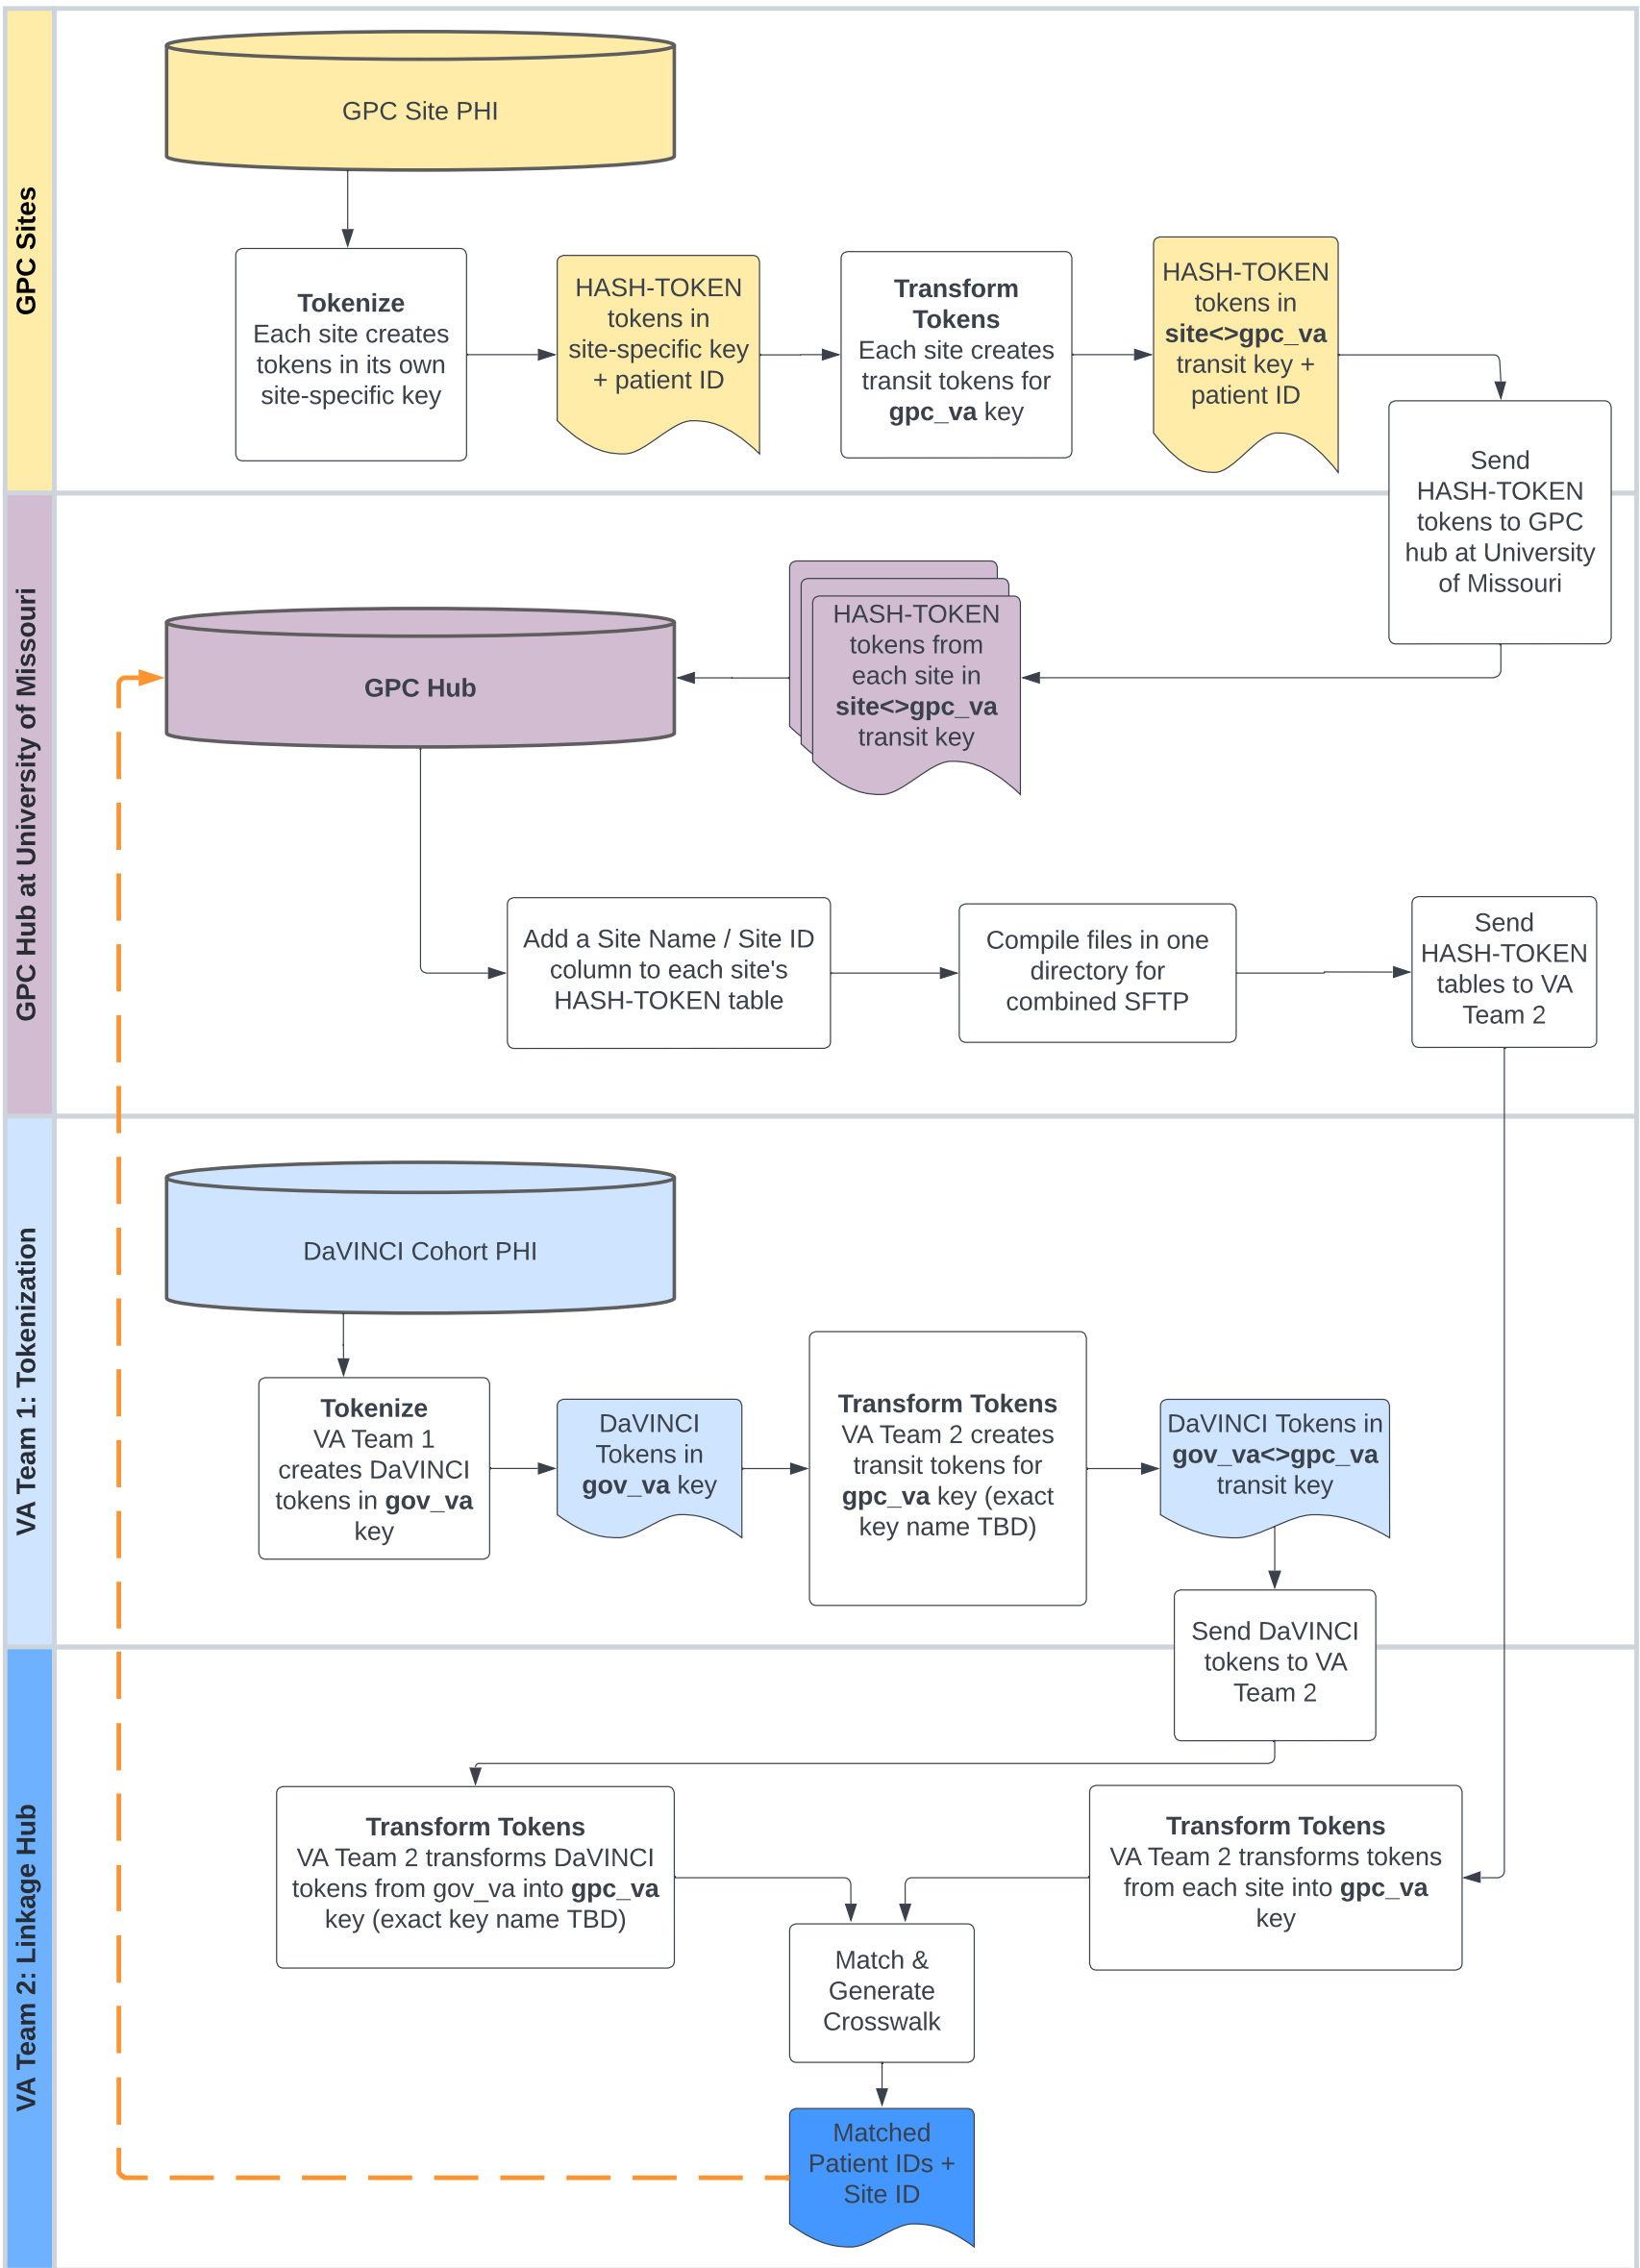 GPC Sites
GPC Site PHI
Tokenize
Each site creates
tokens in its own
site-specific key
HASH-TOKEN
tokens in
site-specific key
+ patient ID
Transform
Tokens
Each site creates
transit tokens for
gpc_va key
HASH-TOKEN
tokens in
site<>gpc_va
transit key +
patient ID
Send
HASH-TOKEN
tokens to GPC
hub at University
of Missouri
GPC Hub at University of Missouri
HASH-TOKEN
tokens from
each site in
site<>gpc_va
transit key
GPC Hub
Add a Site Name / Site ID
column to each site's
HASH-TOKEN table
Compile files in one
directory for
combined SFTP
Send
HASH-TOKEN
tables to VA
Team 2
VA Team 1: Tokenization
DaVINCI Cohort PHI
Tokenize
VA Team 1
creates DaVINCI
tokens in gov_va
key
DaVINCI
Tokens in
gov_va key
Transform Tokens
VA Team 2 creates
transit tokens for
gpc_va key (exact
key name TBD)
DaVINCI Tokens in
gov_va<>gpc_va
transit key
Send DaVINCI
tokens to VA
Team 2
VA Team 2: Linkage Hub
Transform Tokens
VA Team 2 transforms DaVINCI
tokens from gov_va into gpc_va
key (exact key name TBD)
Transform Tokens
VA Team 2 transforms tokens
from each site into gpc_va
key
Match &
Generate
Crosswalk
Matched
Patient IDs +
Site ID